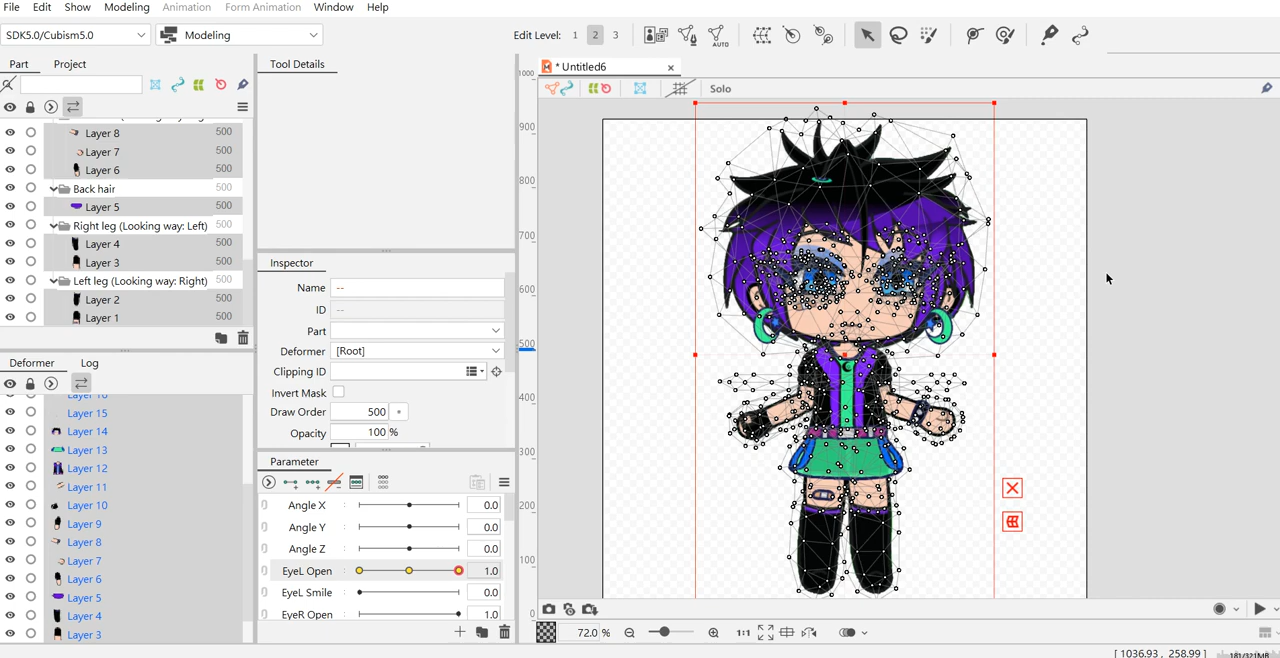 File Edit Show Modeling Animation Form Animation Window Help
SDK5.0/Cubism5.0 Modeling Edit Level: 1 2 3
AUTO
Part Project
Tool Details
* Untitled6
Solo
Layer 8 500
Layer 7 500
Layer 6 500
Back hair 500
Layer 5 500
Right leg (Looking way: Left) 500
Layer 4 500
Layer 3 500
Left leg (Looking way: Right) 500
Layer 2 500
Layer 1 500
Deformer Log
Layer 16
Layer 15
Layer 14
Layer 13
Layer 12
Layer 11
Layer 10
Layer 9
Layer 8
Layer 7
Layer 6
Layer 5
Layer 4
Layer 3
Inspector
Name --
ID --
Part
Deformer [Root]
Clipping ID
Invert Mask
Draw Order 500
Opacity 100 %
Parameter
Angle X 0.0
Angle Y 0.0
Angle Z 0.0
EyeL Open 1.0
EyeL Smile 0.0
EyeR Open 1.0
1000
900
800
700
600
500
400
300
200
100
0
72.0 % 1:1
[ 1036.93 , 258.99 ] 181/321MB